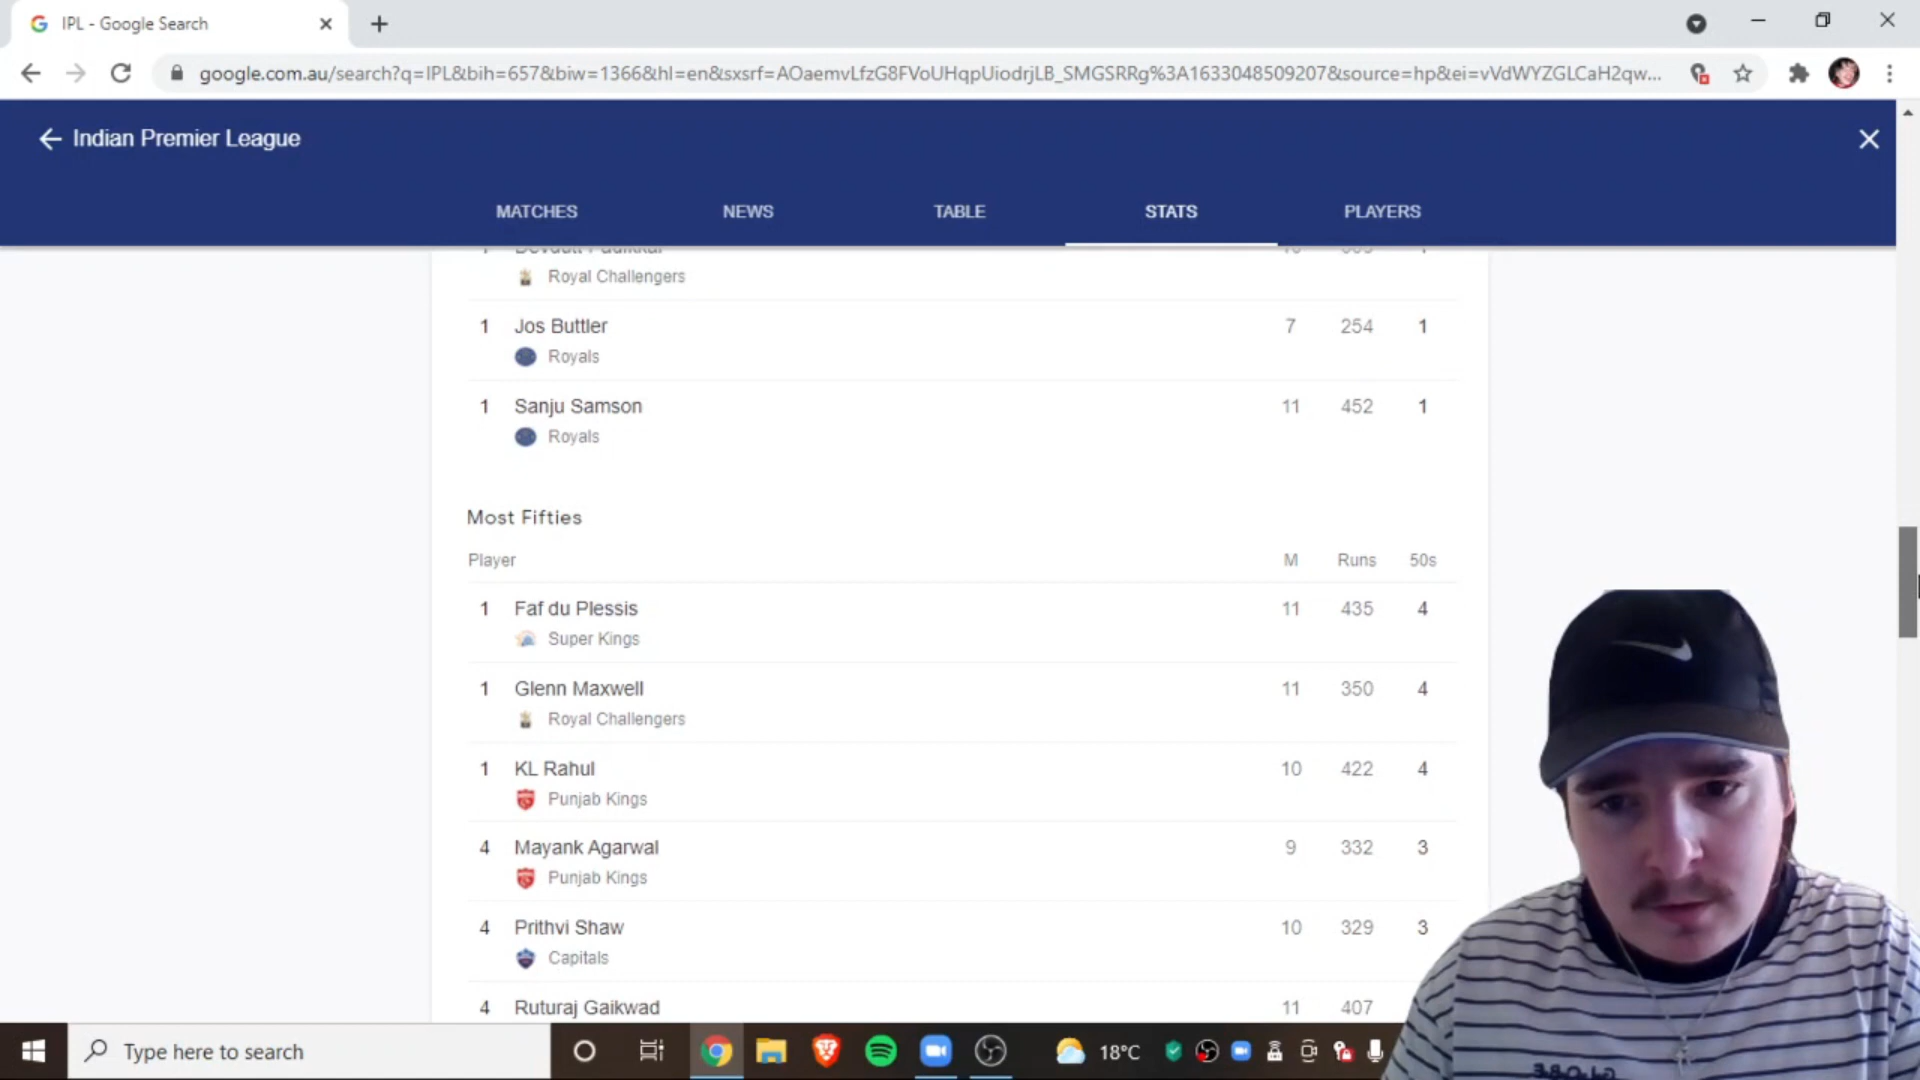 IPL - Google Search
google.com.au/search?q=IPL&bih=657&biw=1366&hl=en&sxsrf=AOaemvLfzG8FVoUHqpUiodrjLB_SMGSRRg%3A1633048509207&source=hp&ei=vVdWYZGLCaH2qw...
Indian Premier League
MATCHES NEWS TABLE STATS PLAYERS
Royal Challengers
1 Jos Buttler 7 254 1
Royals
1 Sanju Samson 11 452 1
Royals
Most Fifties
Player M Runs 50s
1 Faf du Plessis 11 435 4
Super Kings
1 Glenn Maxwell 11 350 4
Royal Challengers
1 KL Rahul 10 422 4
Punjab Kings
4 Mayank Agarwal 9 332 3
Punjab Kings
4 Prithvi Shaw 10 329 3
Capitals
4 Ruturaj Gaikwad 11 407
Type here to search 18°C